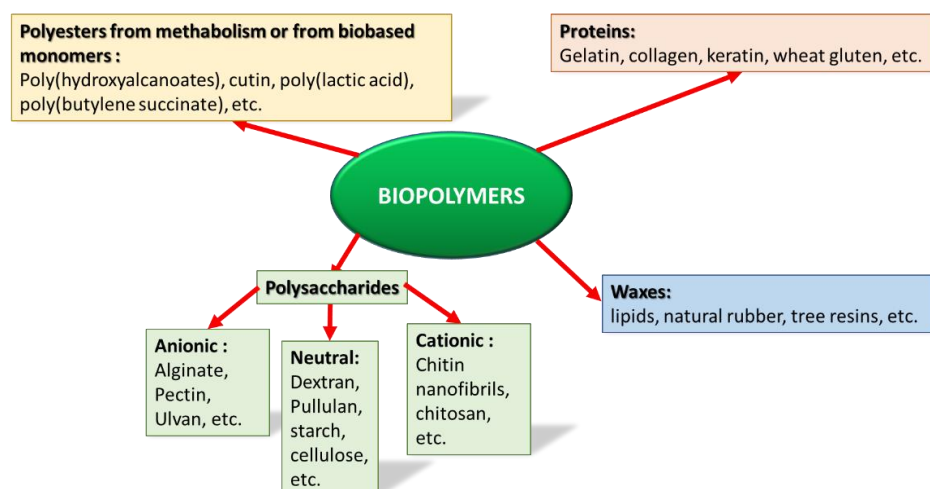 Polyesters from methabolism or from biobased
monomers :
Poly(hydroxyalcanoates), cutin, poly(lactic acid),
poly(butylene succinate), etc.
Proteins:
Gelatin, collagen, keratin, wheat gluten, etc.
BIOPOLYMERS
Polysaccharides
Waxes:
lipids, natural rubber, tree resins, etc.
Anionic :
Alginate,
Pectin,
Ulvan, etc.
Neutral:
Dextran,
Pullulan,
starch,
cellulose,
etc.
Cationic :
Chitin
nanofibrils,
chitosan,
etc.